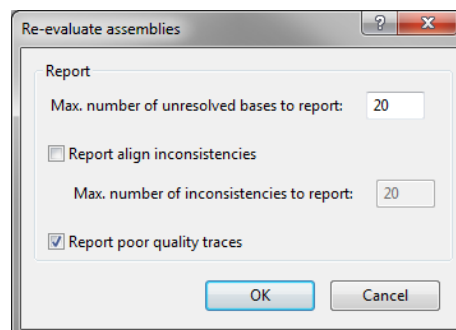 Re-evaluate assemblies
?
Report
Max. number of unresolved bases to report: 20
Report align inconsistencies
Max. number of inconsistencies to report: 20
Report poor quality traces
OK Cancel